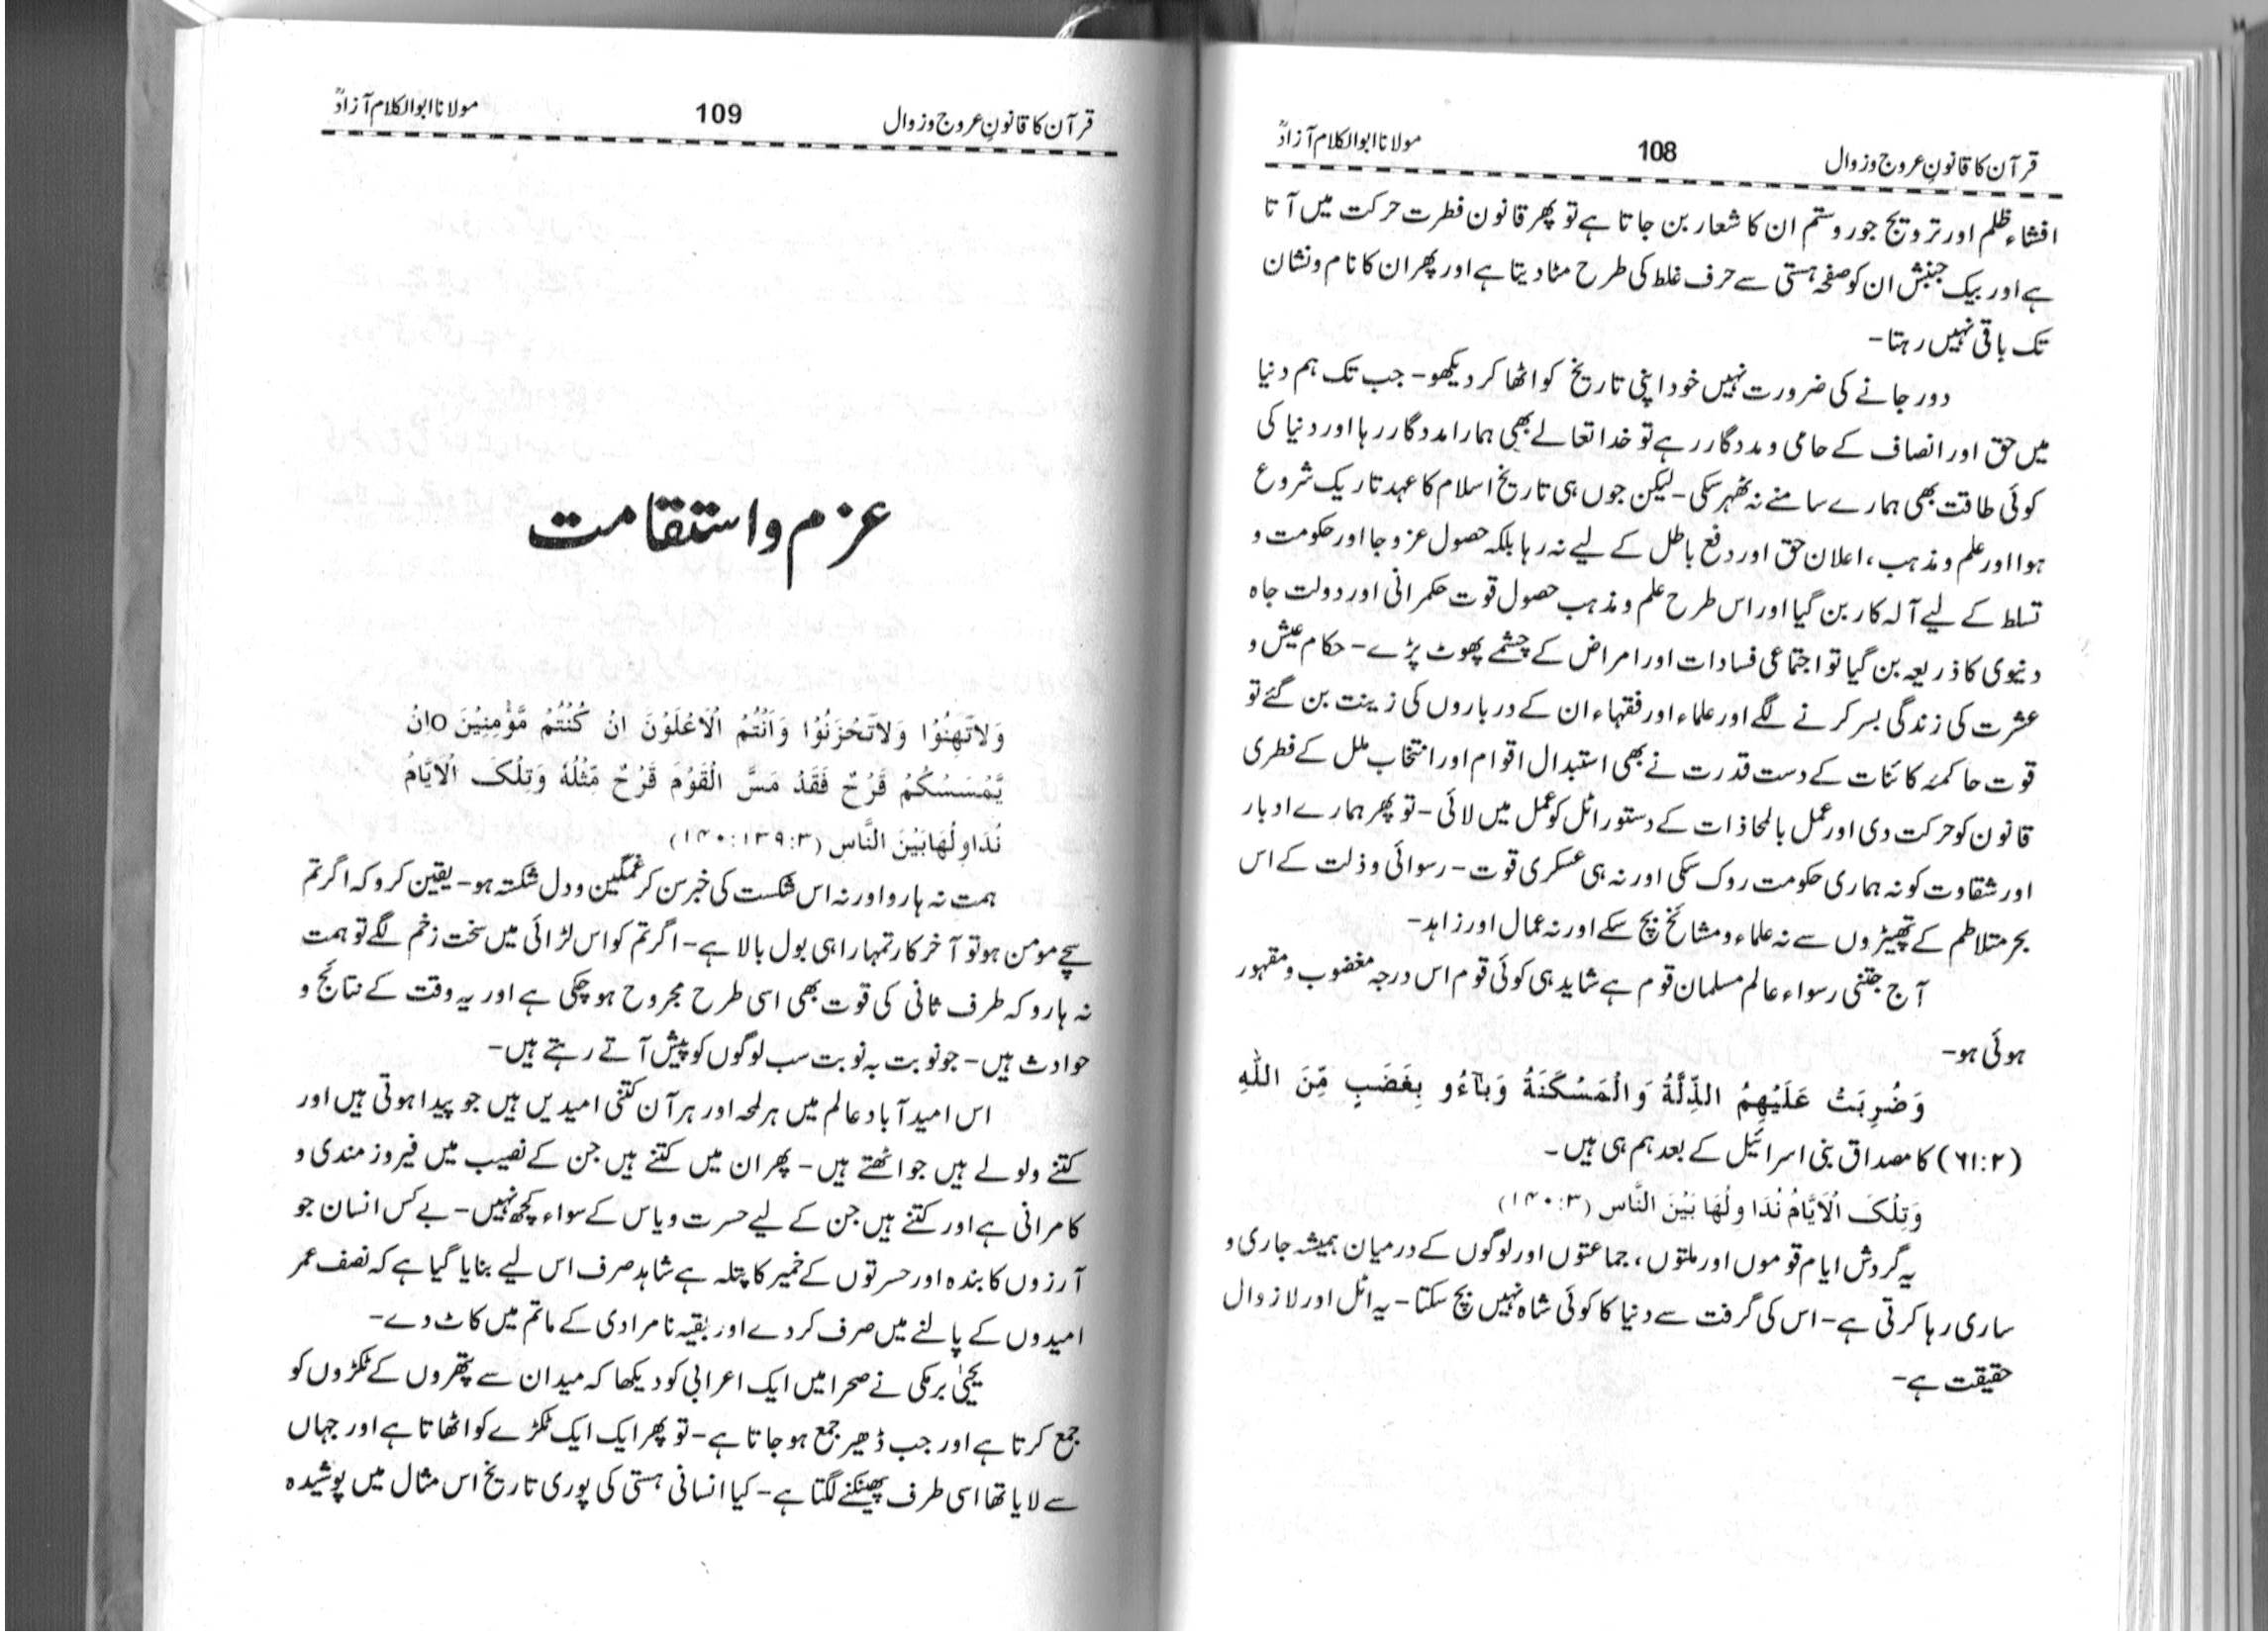 قرآن کا قانونِ عروج و زوال 108 مولانا ابوالکلام آزادؒ
افشاء ظلم اور ترویج جور و ستم ان کا شعار بن جاتا ہے تو پھر قانون فطرت حرکت میں آتا
ہے اور بیک جنبش ان کو صفحہ ہستی سے حرف غلط کی طرح مٹا دیتا ہے اور پھر ان کا نام و نشان
تک باقی نہیں رہتا-
دور جانے کی ضرورت نہیں خود اپنی تاریخ کو اٹھا کر دیکھو- جب تک ہم دنیا
میں حق اور انصاف کے حامی و مددگار رہے تو خدا تعالے بھی ہمارا مددگار رہا اور دنیا کی
کوئی طاقت بھی ہمارے سامنے نہ ٹھہر سکی- لیکن جوں ہی تاریخ اسلام کا عہد تاریک شروع
ہوا اور علم و مذہب، اعلان حق اور دفع باطل کے لیے نہ رہا بلکہ حصول عز و جا اور حکومت و
تسلط کے لیے آلہ کار بن گیا اور اس طرح علم و مذہب حصول قوت حکمرانی اور دولت جاہ
دنیوی کا ذریعہ بن گیا تو اجتماعی فسادات اور امراض کے چشمے پھوٹ پڑے- حکام عیش و
عشرت کی زندگی بسر کرنے لگے اور علماء اور فقہاء ان کے درباروں کی زینت بن گئے تو
قوت حاکمئہ کائنات کے دست قدرت نے بھی استبدال اقوام اور انتخاب ملل کے فطری
قانون کو حرکت دی اور عمل بالمحاذات کے دستور اٹل کو عمل میں لائی- تو پھر ہمارے ادبار
اور شقاوت کو نہ ہماری حکومت روک سکی اور نہ ہی عسکری قوت- رسوائی و ذلت کے اس
بحر متلاطم کے تھپیڑوں سے نہ علماء و مشائخ بچ سکے اور نہ عمال اور زاہد-
آج جتنی رسواء عالم مسلمان قوم ہے شاید ہی کوئی قوم اس درجہ مغضوب و مقہور
ہوئی ہو-
وَضُرِبَتْ عَلَيْهِمُ الذِّلَّةُ وَالْمَسْكَنَةُ وَبَآءُو بِغَضَبٍ مِّنَ اللّٰهِ
(۶۱:۲) کا مصداق بنی اسرائیل کے بعد ہم ہی ہیں۔
وَتِلْكَ الْاَيَّامُ نُدَاوِلُهَا بَيْنَ النَّاسِ (۱۴۰:۳)
یہ گردش ایام قوموں اور ملتوں، جماعتوں اور لوگوں کے درمیان ہمیشہ جاری و
ساری رہا کرتی ہے- اس کی گرفت سے دنیا کا کوئی شاہ نہیں بچ سکتا- یہ اٹل اور لازوال
حقیقت ہے-
قرآن کا قانونِ عروج و زوال 109 مولانا ابوالکلام آزادؒ
عزم و استقامت
وَلَاتَهِنُوْا وَلَاتَحْزَنُوْا وَاَنْتُمُ الْاَعْلَوْنَ اِنْ كُنْتُمْ مُّؤْمِنِيْنَ o اِنْ
يَّمْسَسْكُمْ قَرْحٌ فَقَدْ مَسَّ الْقَوْمَ قَرْحٌ مِّثْلُهٗ وَتِلْكَ الْاَيَّامُ
نُدَاوِلُهَا بَيْنَ النَّاسِ (۱۴۰:۱۳۹:۳)
ہمت نہ ہارو اور نہ اس شکست کی خبر سن کر غمگین و دل شکستہ ہو- یقین کرو کہ اگر تم
سچے مومن ہو تو آخر کار تمہارا ہی بول بالا ہے- اگر تم کو اس لڑائی میں سخت زخم لگے تو ہمت
نہ ہارو کہ طرف ثانی کی قوت بھی اسی طرح مجروح ہو چکی ہے اور یہ وقت کے نتائج و
حوادث ہیں- جو نوبت بہ نوبت سب لوگوں کو پیش آتے رہتے ہیں-
اس امید آباد عالم میں ہر لمحہ اور ہر آن کتنی امیدیں ہیں جو پیدا ہوتی ہیں اور
کتنے ولولے ہیں جو اٹھتے ہیں- پھر ان میں کتنے ہیں جن کے نصیب میں فیروز مندی و
کامرانی ہے اور کتنے ہیں جن کے لیے حسرت و یاس کے سواء کچھ نہیں- بے کس انسان جو
آرزوں کا بندہ اور حسرتوں کے خمیر کا پتلہ ہے شاہد صرف اس لیے بنایا گیا ہے کہ نصف عمر
امیدوں کے پالنے میں صرف کر دے اور بقیہ نامرادی کے ماتم میں کاٹ دے-
یحییٰ برمکی نے صحرا میں ایک اعرابی کو دیکھا کہ میدان سے پتھروں کے ٹکڑوں کو
جمع کرتا ہے اور جب ڈھیر جمع ہو جاتا ہے- تو پھر ایک ایک ٹکڑے کو اٹھاتا ہے اور جہاں
سے لایا تھا اسی طرف پھینکنے لگتا ہے- کیا انسانی ہستی کی پوری تاریخ اس مثال میں پوشیدہ